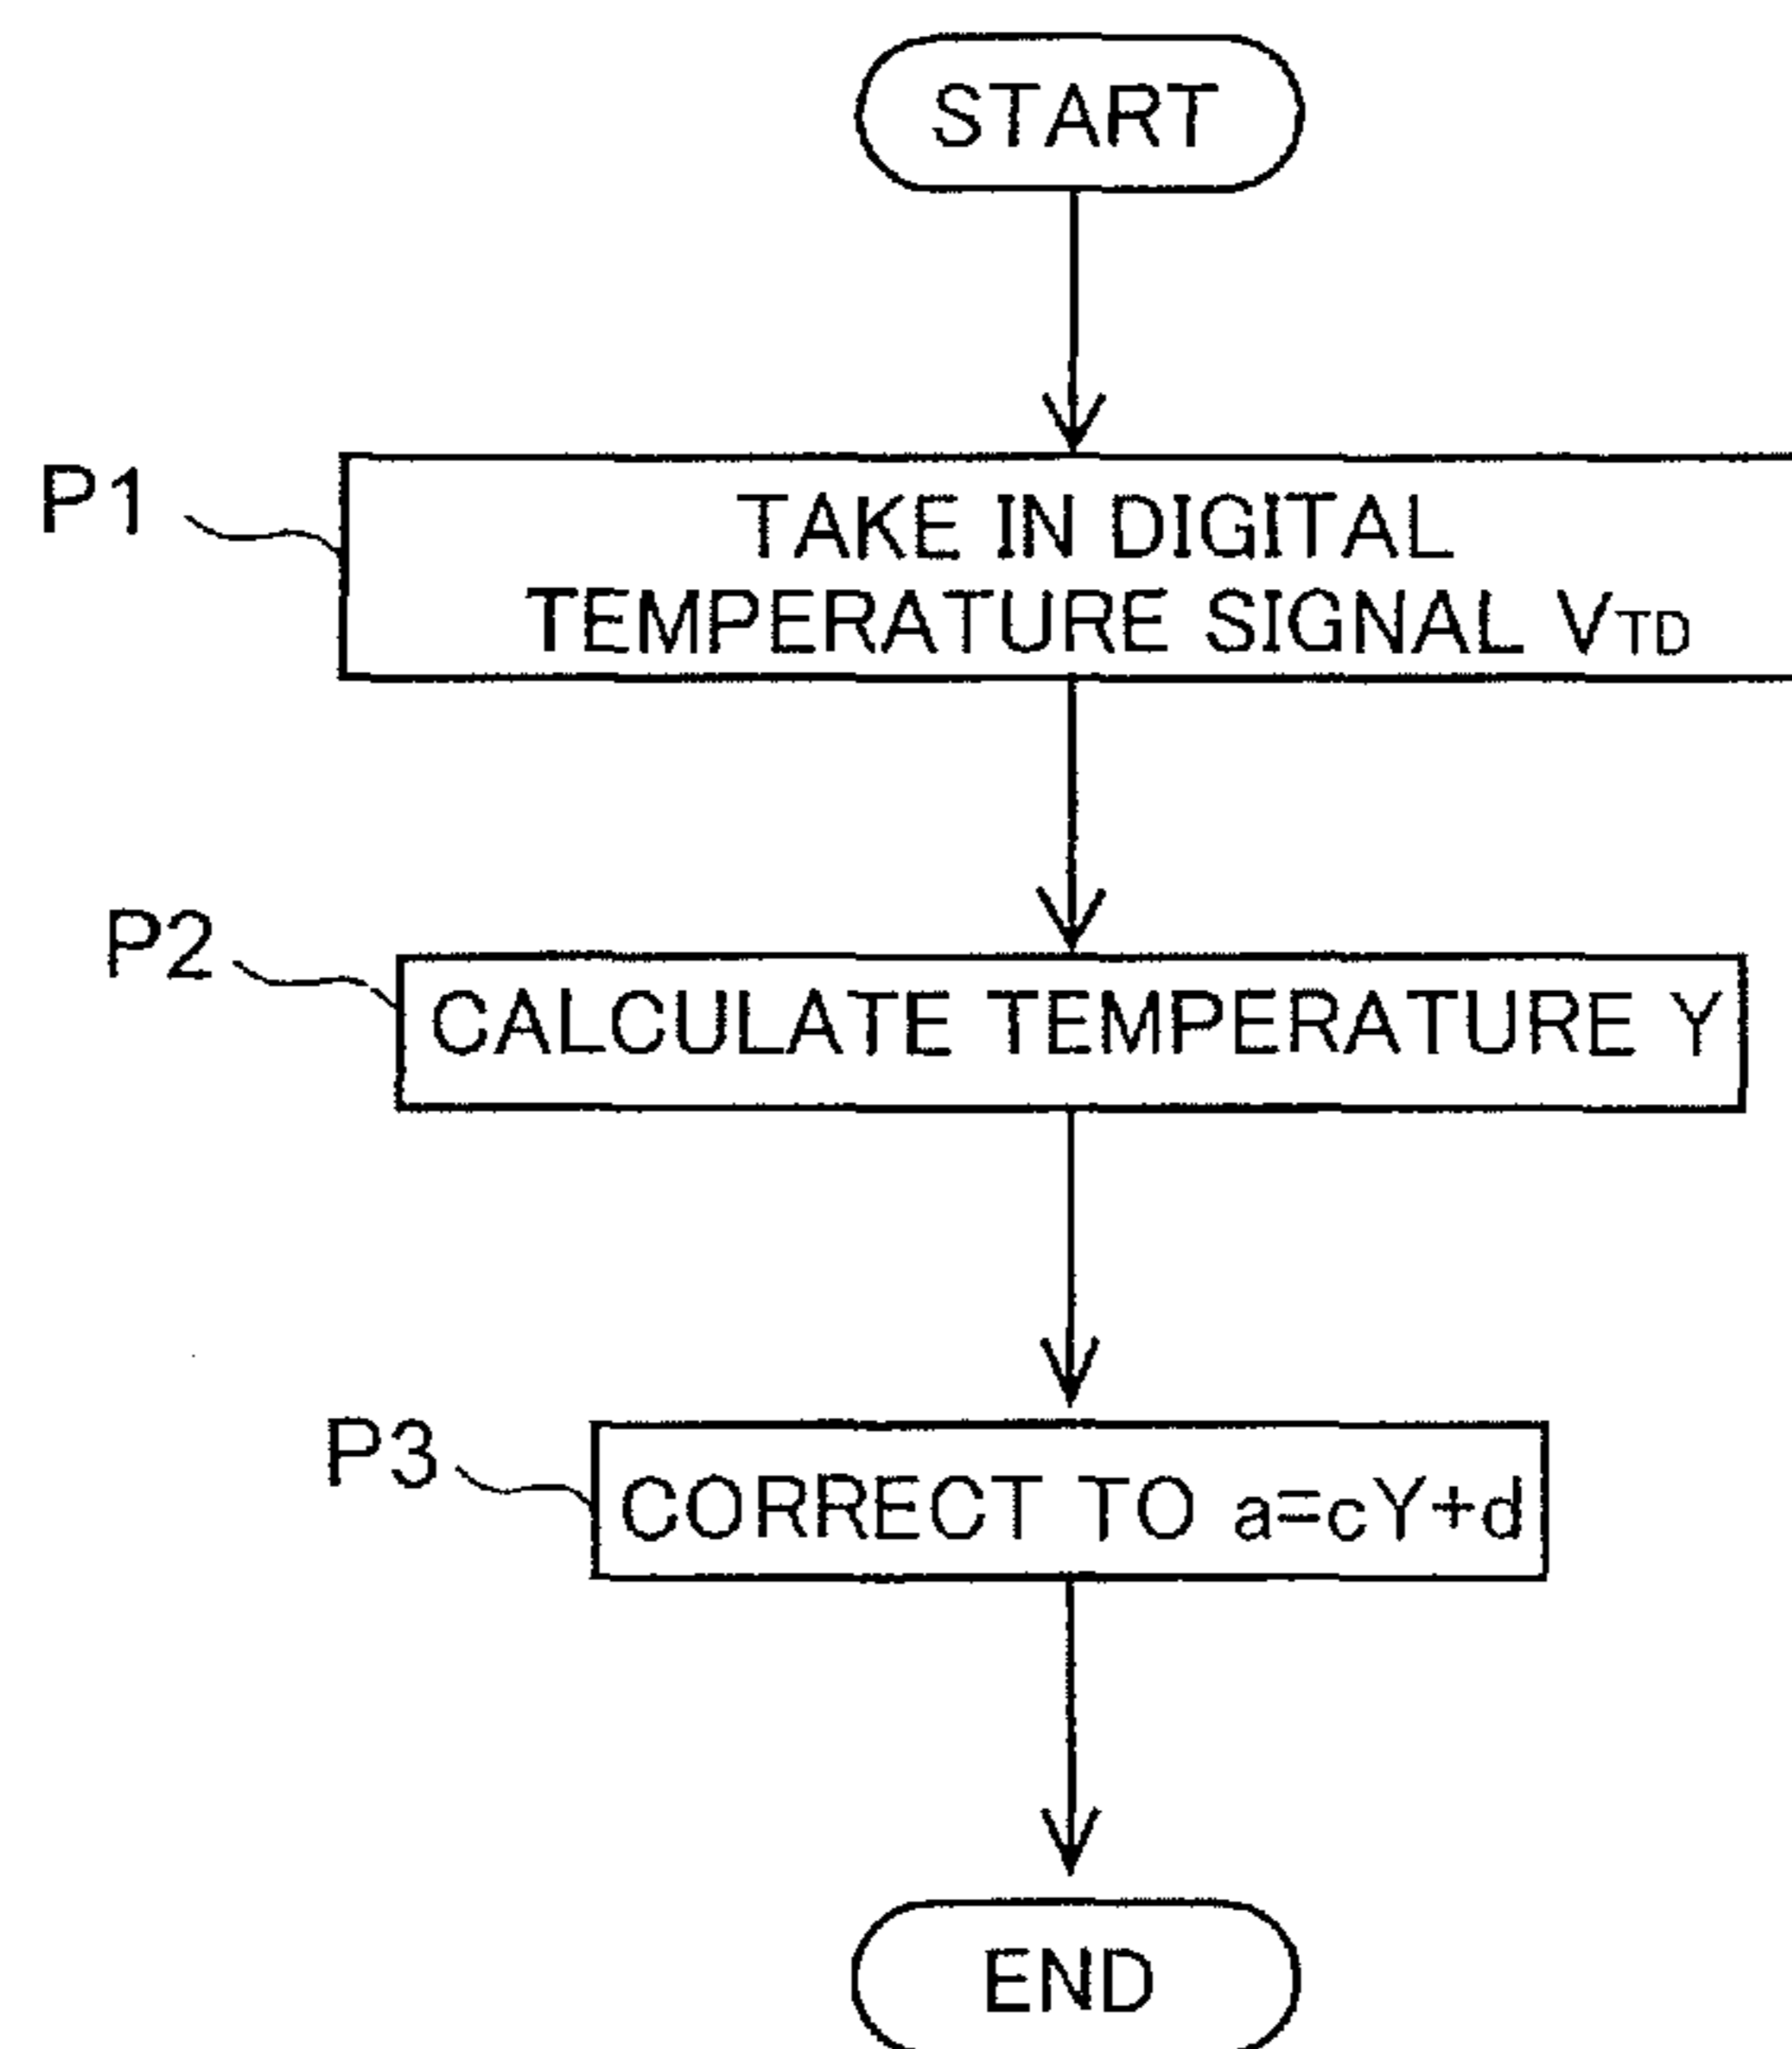 START
P1
TAKE IN DIGITAL
TEMPERATURE SIGNAL VTD
P2
CALCULATE TEMPERATURE Y
P3
CORRECT TO a=cY+d
END